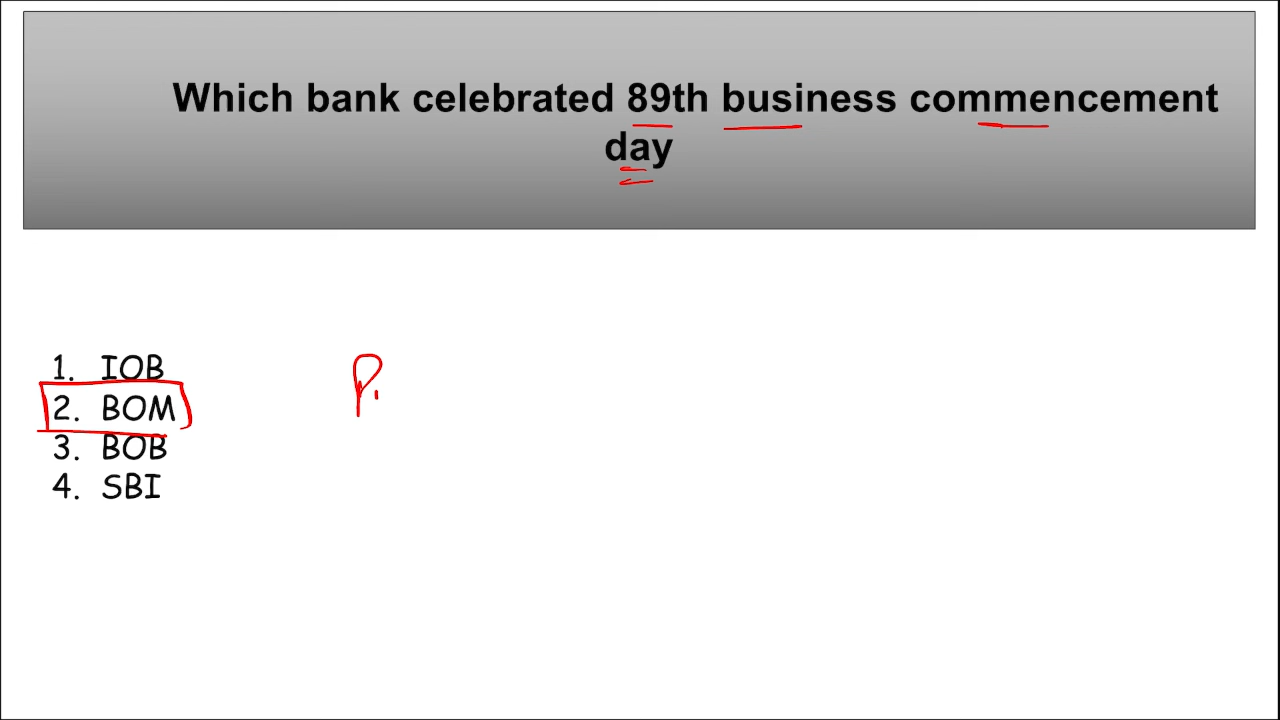 Which bank celebrated 89th business commencement
day
1. IOB
2. BOM
3. BOB
4. SBI